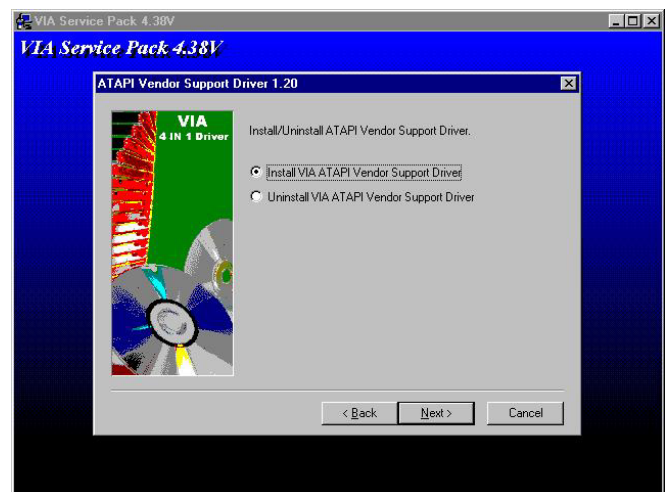 VIA Service Pack 4.38V
VIA Service Pack 4.38V
ATAPI Vendor Support Driver 1.20
VIA
4 IN 1 Driver
Install/Uninstall ATAPI Vendor Support Driver.
Install VIA ATAPI Vendor Support Driver
Uninstall VIA ATAPI Vendor Support Driver
< Back
Next >
Cancel